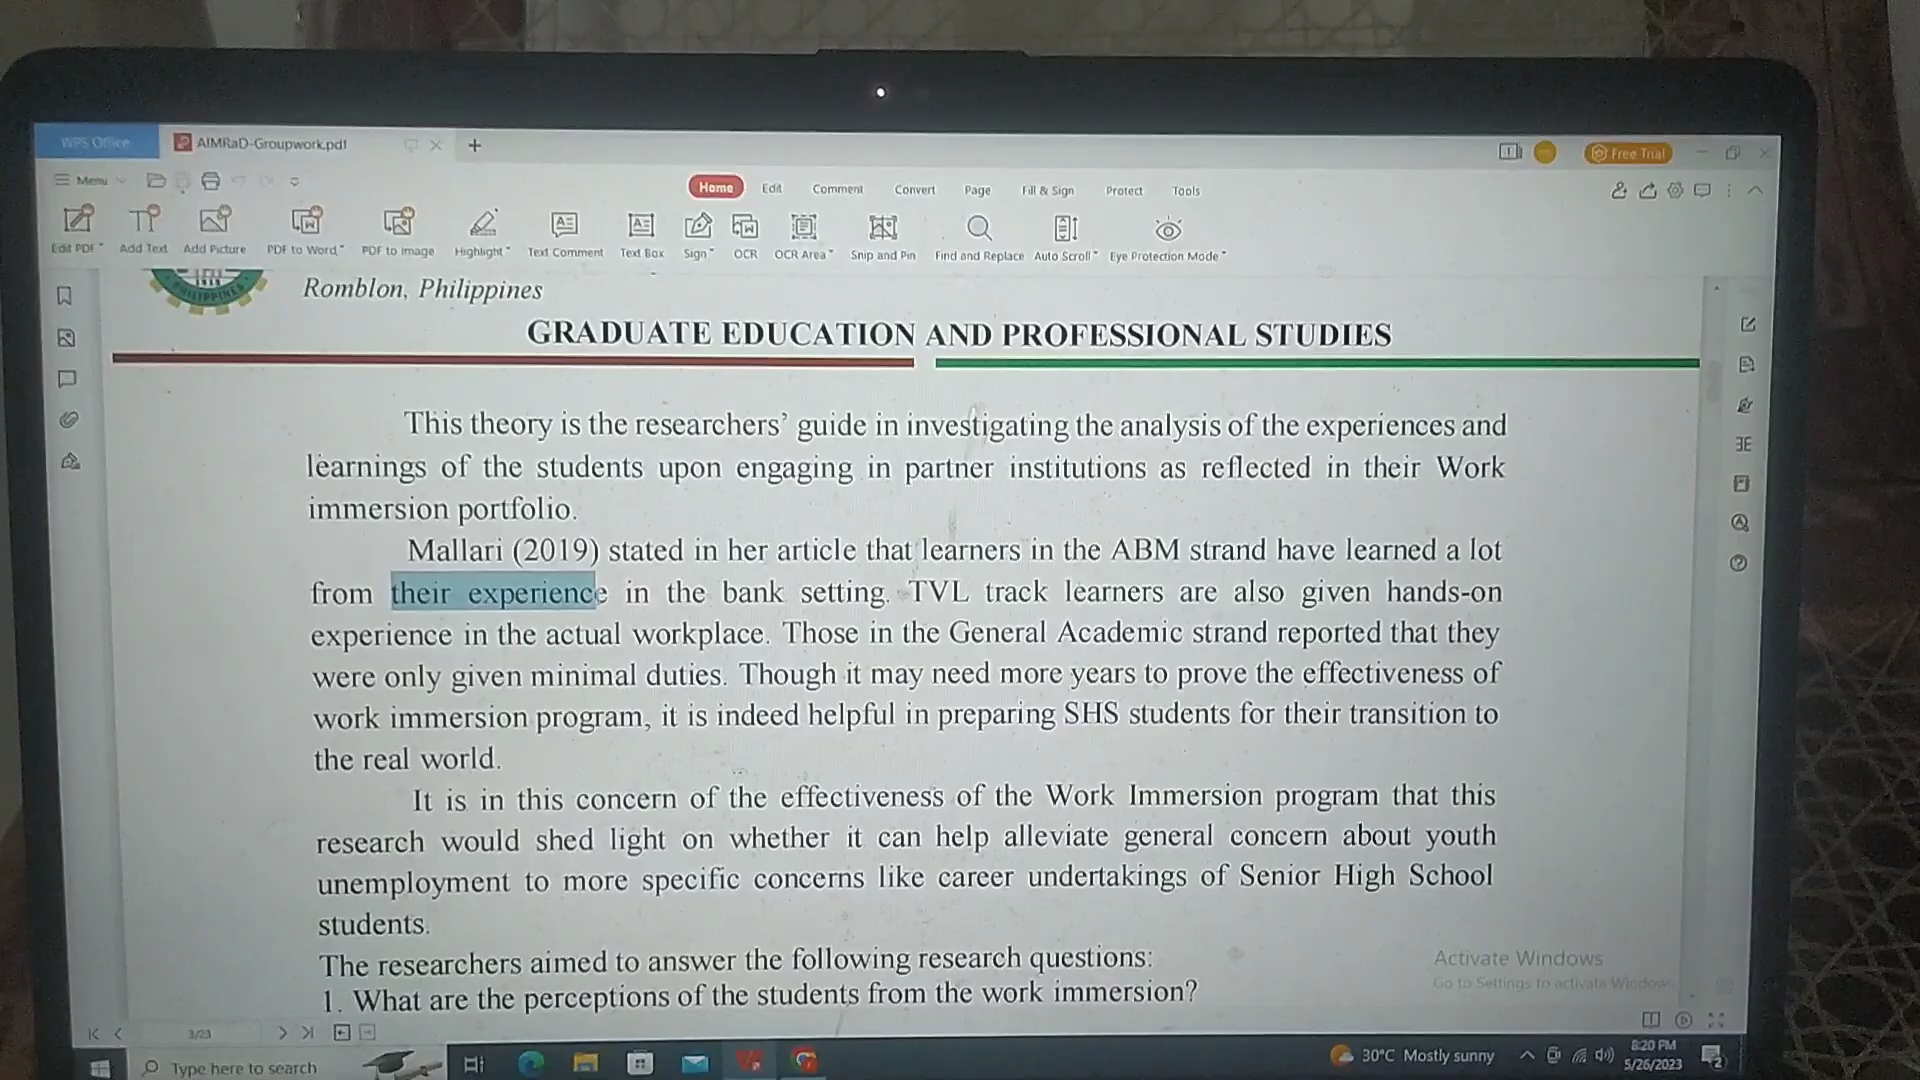 WPS Office
AIMRaD-Groupwork.pdf
Free Trial
Menu
Home Edit Comment Convert Page Fill & Sign Protect Tools
Edit PDF Add Text Add Picture PDF to Word PDF to Image Highlight Text Comment Text Box Sign OCR OCR Area Snip and Pin Find and Replace Auto Scroll Eye Protection Mode
PHILIPPINES
Romblon, Philippines
GRADUATE EDUCATION AND PROFESSIONAL STUDIES
This theory is the researchers' guide in investigating the analysis of the experiences and
learnings of the students upon engaging in partner institutions as reflected in their Work
immersion portfolio.
Mallari (2019) stated in her article that learners in the ABM strand have learned a lot
from their experience in the bank setting. TVL track learners are also given hands-on
experience in the actual workplace. Those in the General Academic strand reported that they
were only given minimal duties. Though it may need more years to prove the effectiveness of
work immersion program, it is indeed helpful in preparing SHS students for their transition to
the real world.
It is in this concern of the effectiveness of the Work Immersion program that this
research would shed light on whether it can help alleviate general concern about youth
unemployment to more specific concerns like career undertakings of Senior High School
students.
The researchers aimed to answer the following research questions:
1. What are the perceptions of the students from the work immersion?
Activate Windows
Go to Settings to activate Windows.
3/23
Type here to search
30°C Mostly sunny
8:20 PM
5/26/2023
2